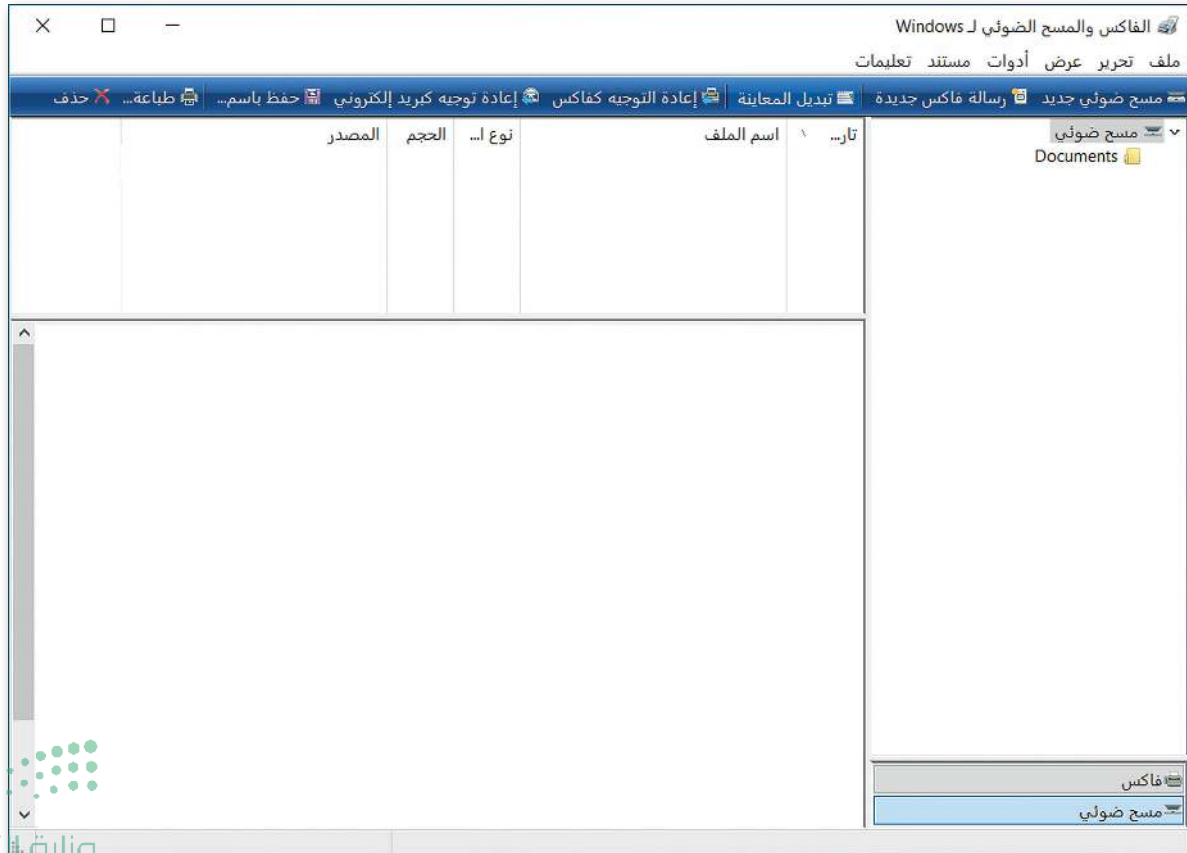 الفاكس والمسح الضوئي لـ Windows
ملف تحرير عرض أدوات مستند تعليمات
مسح ضوئي جديد رسالة فاكس جديدة تبديل المعاينة إعادة التوجيه كفاكس إعادة توجيه كبريد إلكتروني حفظ باسم... طباعة... حذف
مسح ضوئي
Documents
تار... اسم الملف نوع ا... الحجم المصدر
فاكس
مسح ضوئي